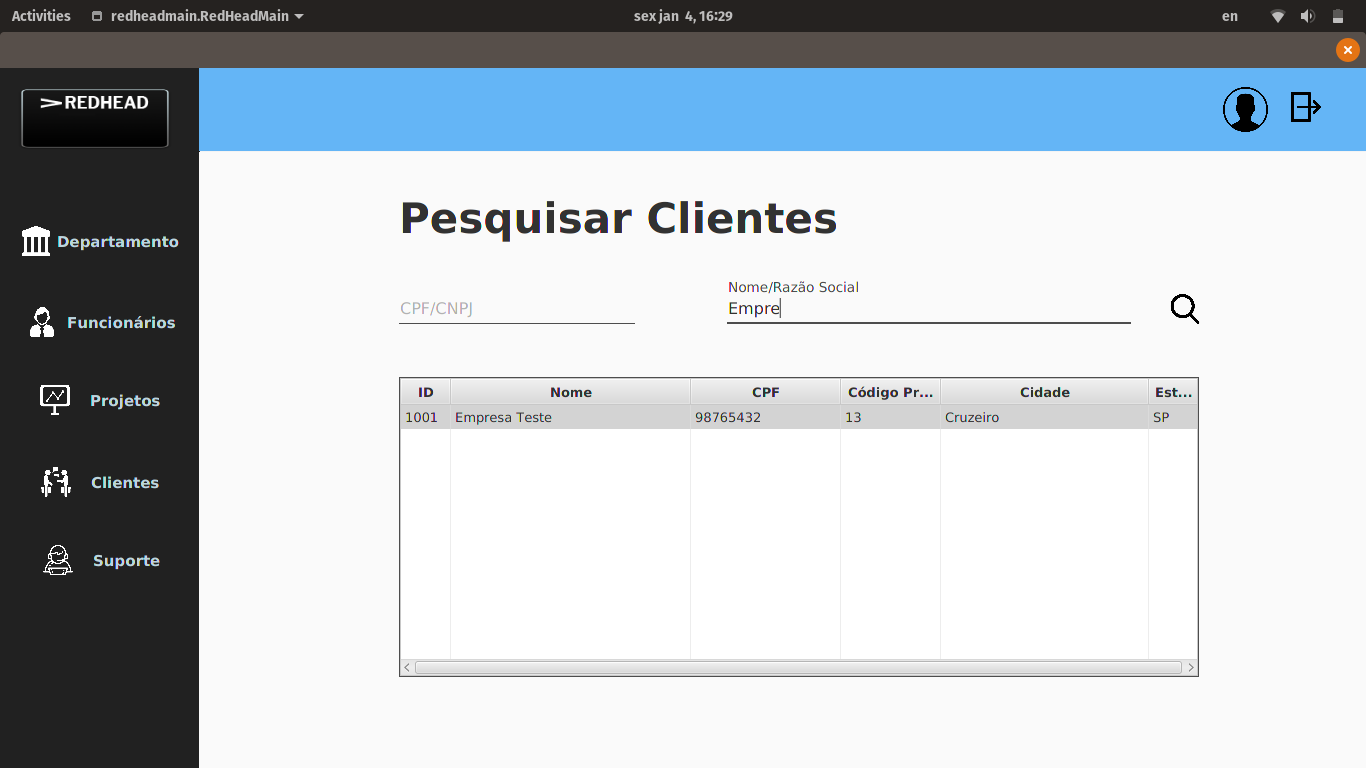 Activities redheadmain.RedHeadMain sex jan 4, 16:29 en
REDHEAD
Departamento
Funcionários
Projetos
Clientes
Suporte
Pesquisar Clientes
CPF/CNPJ
Nome/Razão Social
Empre
ID Nome CPF Código Pr... Cidade Est...
1001 Empresa Teste 98765432 13 Cruzeiro SP